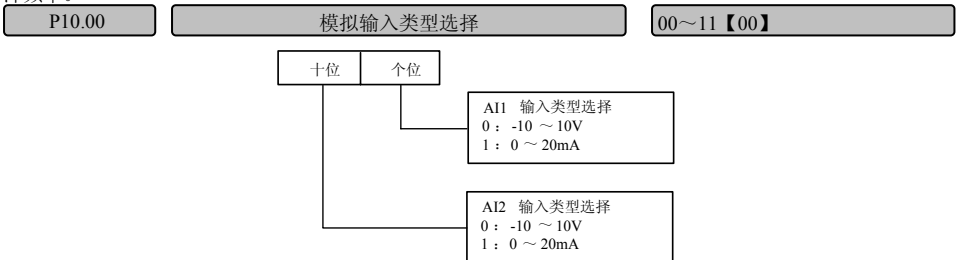 P10.00 模拟输入类型选择 00～11【00】
十位 个位
AI1 输入类型选择
0： -10 ～ 10V
1： 0 ～ 20mA
AI2 输入类型选择
0： -10 ～ 10V
1： 0 ～ 20mA